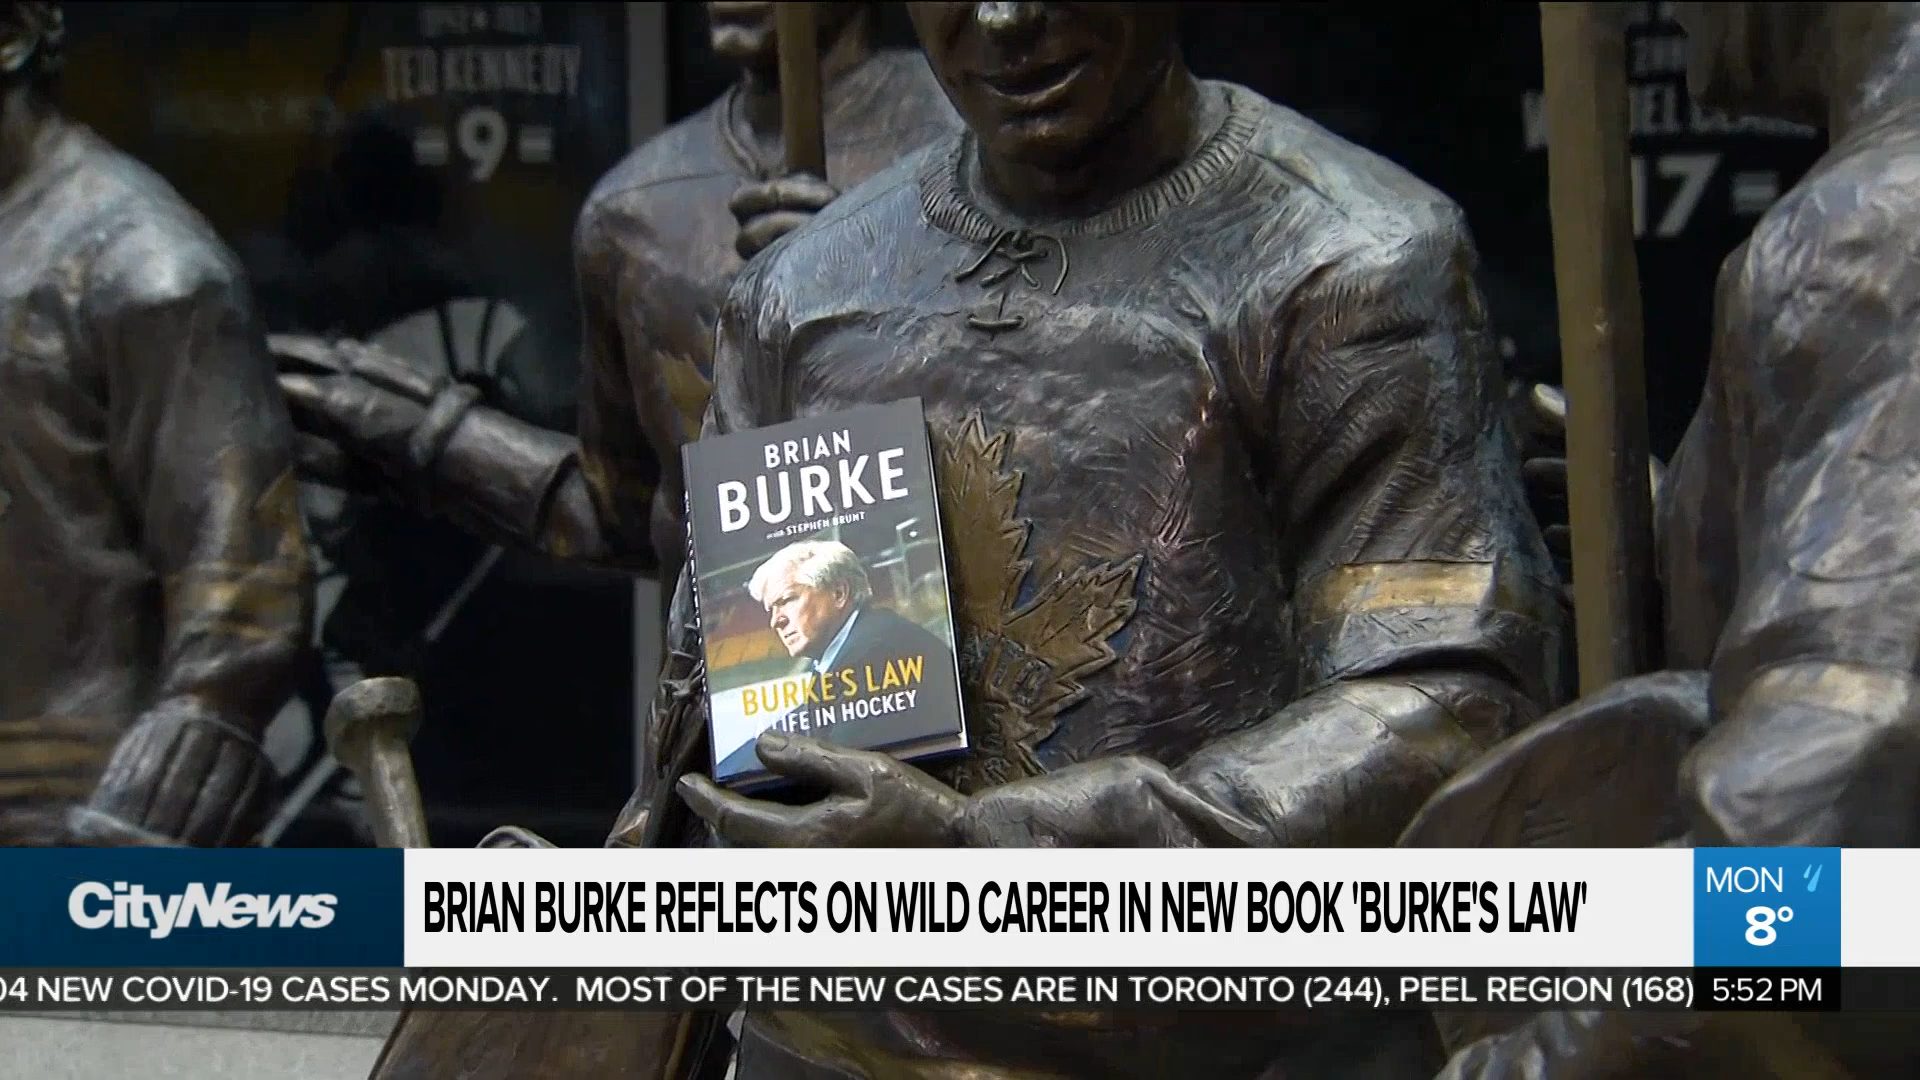 TED KENNEDY
9
17
BRIAN
BURKE
with STEPHEN BRUNT
BURKE'S LAW
LIFE IN HOCKEY
CityNews
BRIAN BURKE REFLECTS ON WILD CAREER IN NEW BOOK 'BURKE'S LAW'
MON
8°
04 NEW COVID-19 CASES MONDAY. MOST OF THE NEW CASES ARE IN TORONTO (244), PEEL REGION (168)
5:52 PM